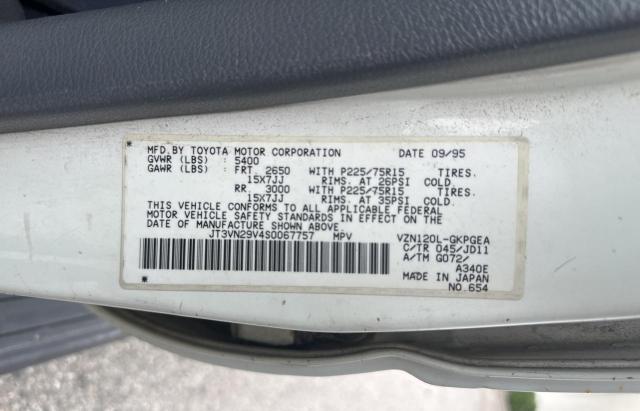 MFD.BY TOYOTA MOTOR CORPORATION DATE 09/95
GVWR (LBS) : 5400
GAWR (LBS) : FRT. 2650 WITH P225/75R15 TIRES.
15X7JJ RIMS. AT 26PSI COLD.
RR. 3000 WITH P225/75R15 TIRES.
15X7JJ RIMS. AT 35PSI COLD.
THIS VEHICLE CONFORMS TO ALL APPLICABLE FEDERAL
MOTOR VEHICLE SAFETY STANDARDS IN EFFECT ON THE
DATE OF MANUFACTURE SHOWN ABOVE.
JT3VN29V4S0067757 MPV VZN120L-GKPGEA
C/TR 045/JD11
A/TM G072/
A340E
MADE IN JAPAN
NO.654